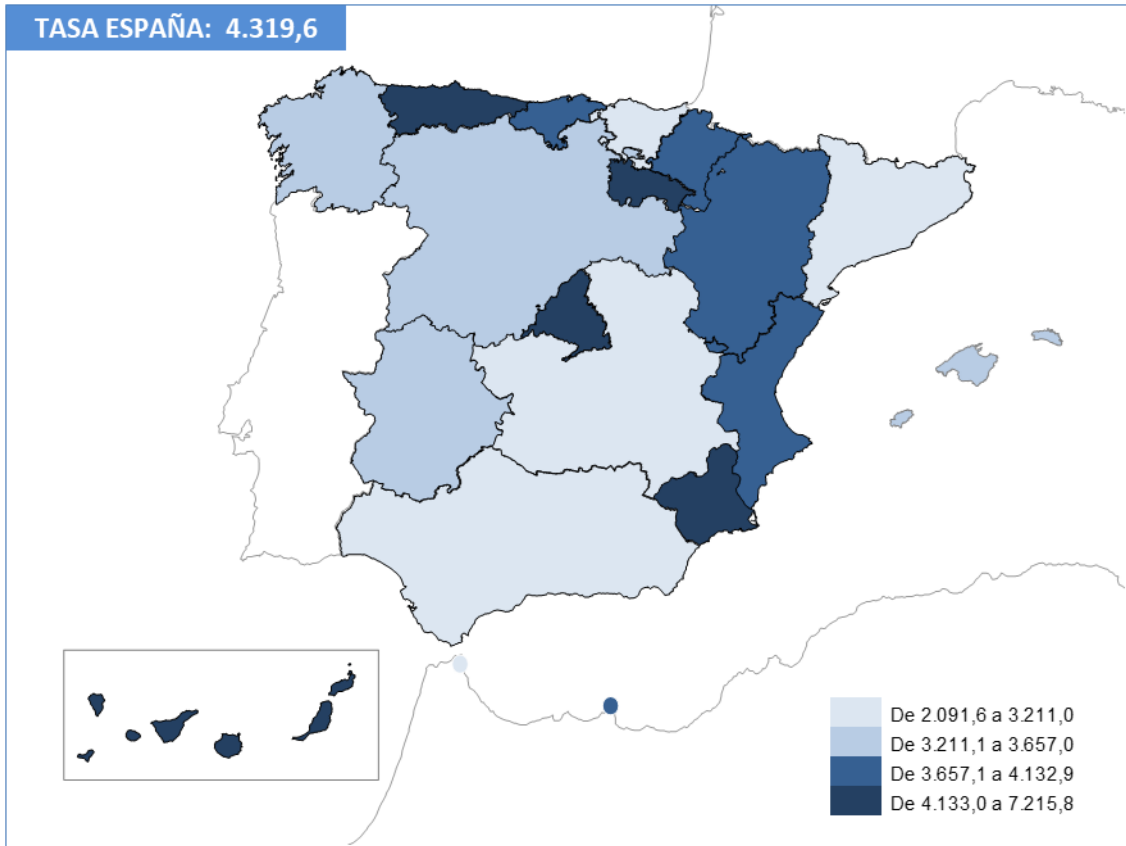 TASA ESPAÑA: 4.319,6
De 2.091,6 a 3.211,0
De 3.211,1 a 3.657,0
De 3.657,1 a 4.132,9
De 4.133,0 a 7.215,8